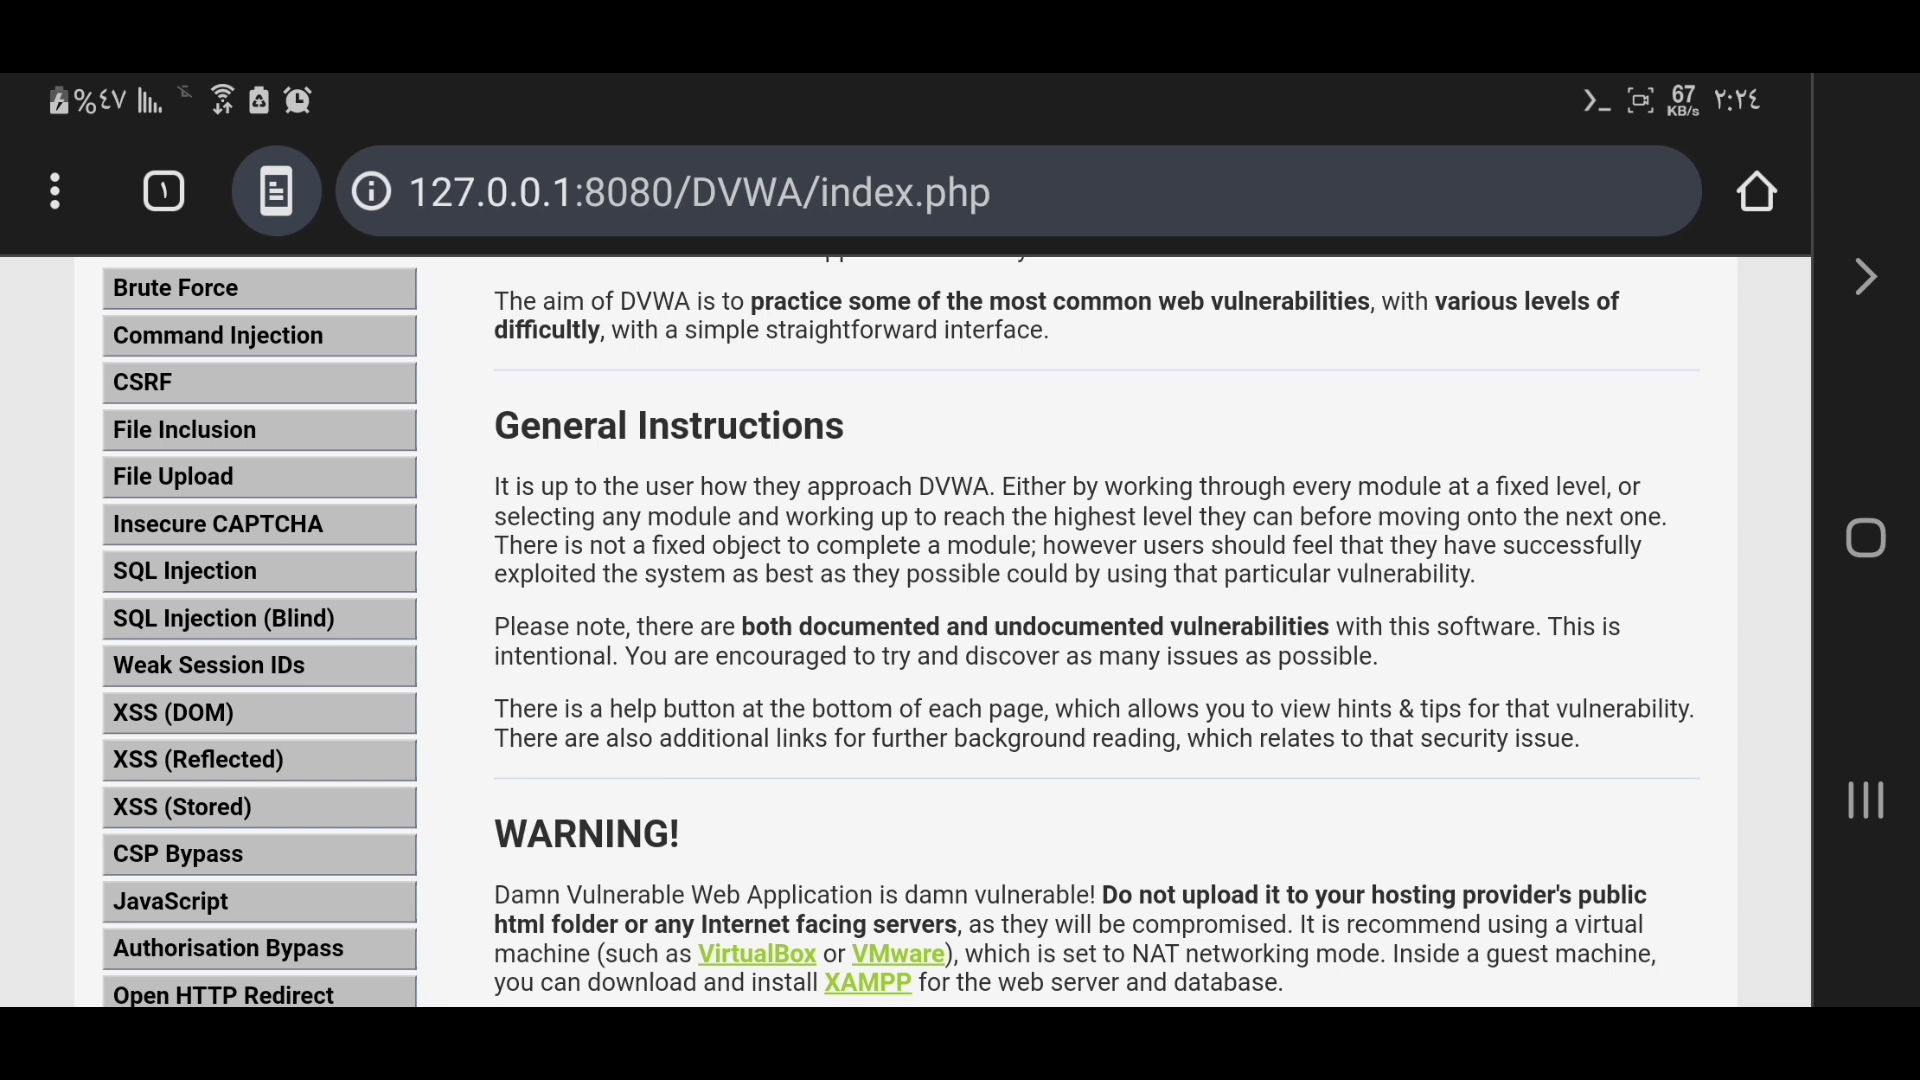 %٤٧
67
KB/s
٢:٢٤
١
127.0.0.1:8080/DVWA/index.php
Brute Force
Command Injection
CSRF
File Inclusion
File Upload
Insecure CAPTCHA
SQL Injection
SQL Injection (Blind)
Weak Session IDs
XSS (DOM)
XSS (Reflected)
XSS (Stored)
CSP Bypass
JavaScript
Authorisation Bypass
Open HTTP Redirect
The aim of DVWA is to practice some of the most common web vulnerabilities, with various levels of
difficultly, with a simple straightforward interface.
General Instructions
It is up to the user how they approach DVWA. Either by working through every module at a fixed level, or
selecting any module and working up to reach the highest level they can before moving onto the next one.
There is not a fixed object to complete a module; however users should feel that they have successfully
exploited the system as best as they possible could by using that particular vulnerability.
Please note, there are both documented and undocumented vulnerabilities with this software. This is
intentional. You are encouraged to try and discover as many issues as possible.
There is a help button at the bottom of each page, which allows you to view hints & tips for that vulnerability.
There are also additional links for further background reading, which relates to that security issue.
WARNING!
Damn Vulnerable Web Application is damn vulnerable! Do not upload it to your hosting provider's public
html folder or any Internet facing servers, as they will be compromised. It is recommend using a virtual
machine (such as VirtualBox or VMware), which is set to NAT networking mode. Inside a guest machine,
you can download and install XAMPP for the web server and database.